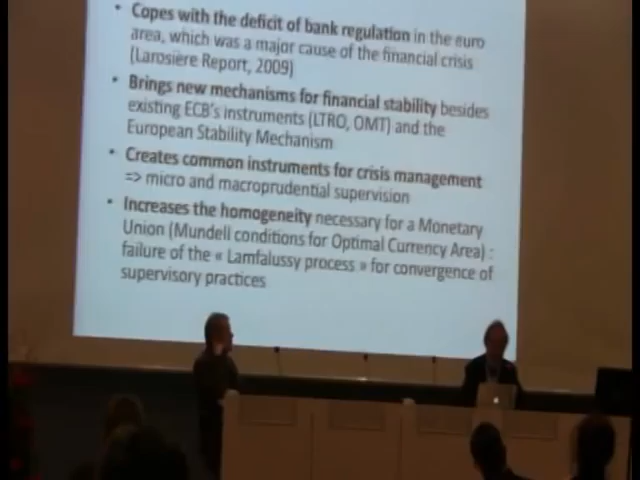 • Copes with the deficit of bank regulation in the euro
area, which was a major cause of the financial crisis
(Larosière Report, 2009)
• Brings new mechanisms for financial stability besides
existing ECB's instruments (LTRO, OMT) and the
European Stability Mechanism
• Creates common instruments for crisis management
=> micro and macroprudential supervision
• Increases the homogeneity necessary for a Monetary
Union (Mundell conditions for Optimal Currency Area) :
failure of the « Lamfalussy process » for convergence of
supervisory practices